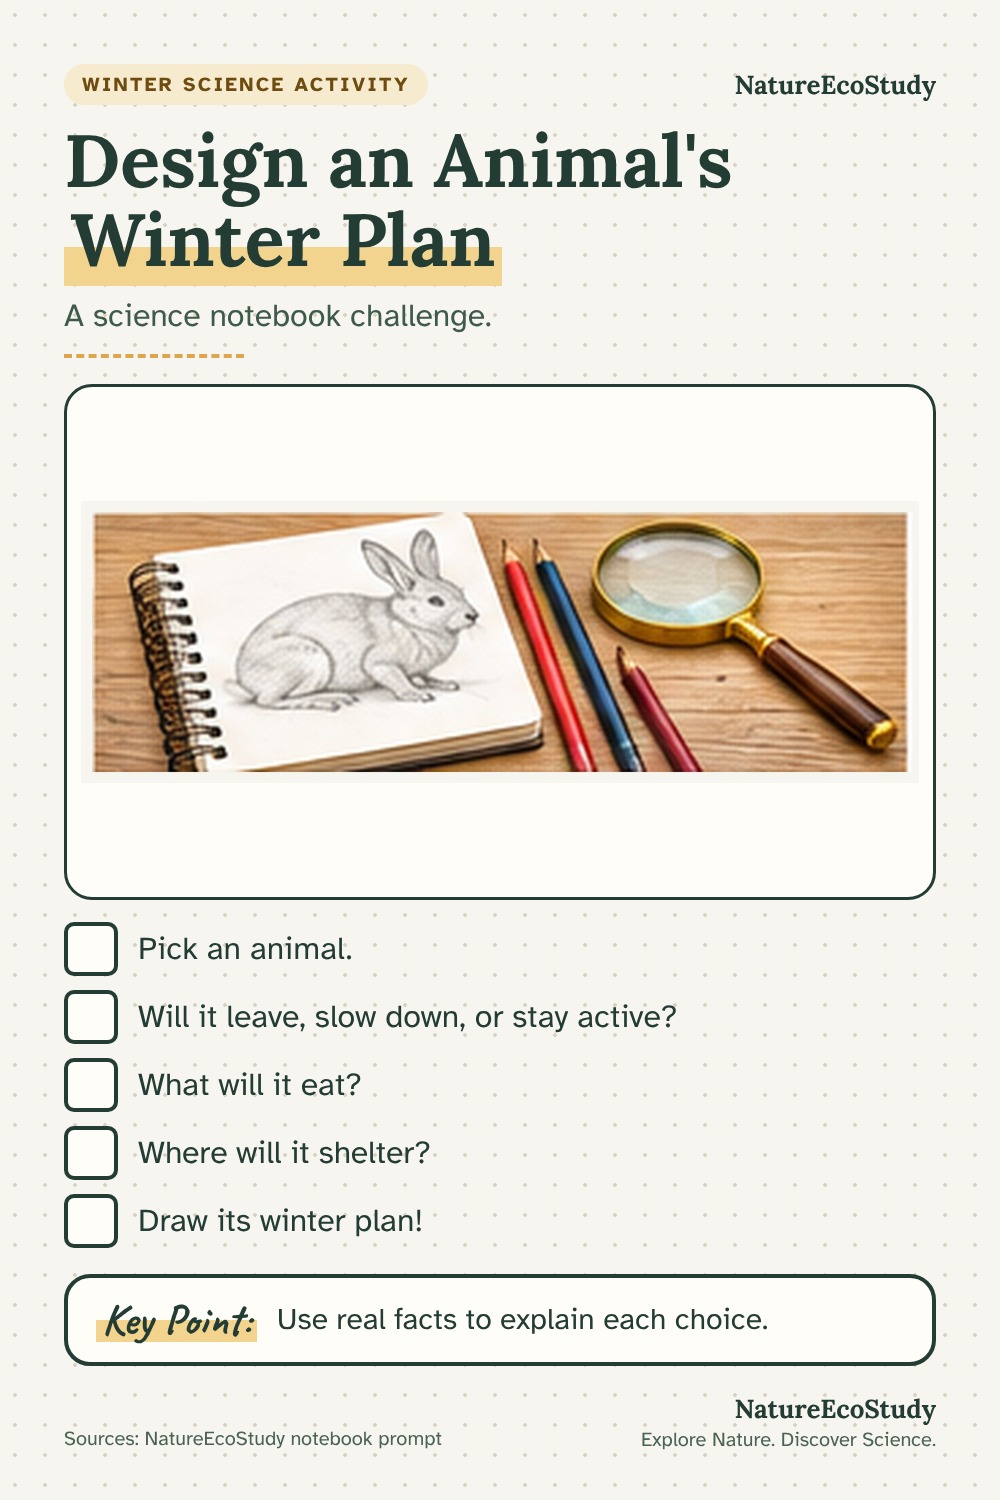 WINTER SCIENCE ACTIVITY
NatureEcoStudy
Design an Animal's
Winter Plan
A science notebook challenge.
Pick an animal.
Will it leave, slow down, or stay active?
What will it eat?
Where will it shelter?
Draw its winter plan!
Key Point: Use real facts to explain each choice.
NatureEcoStudy
Sources: NatureEcoStudy notebook prompt
Explore Nature. Discover Science.